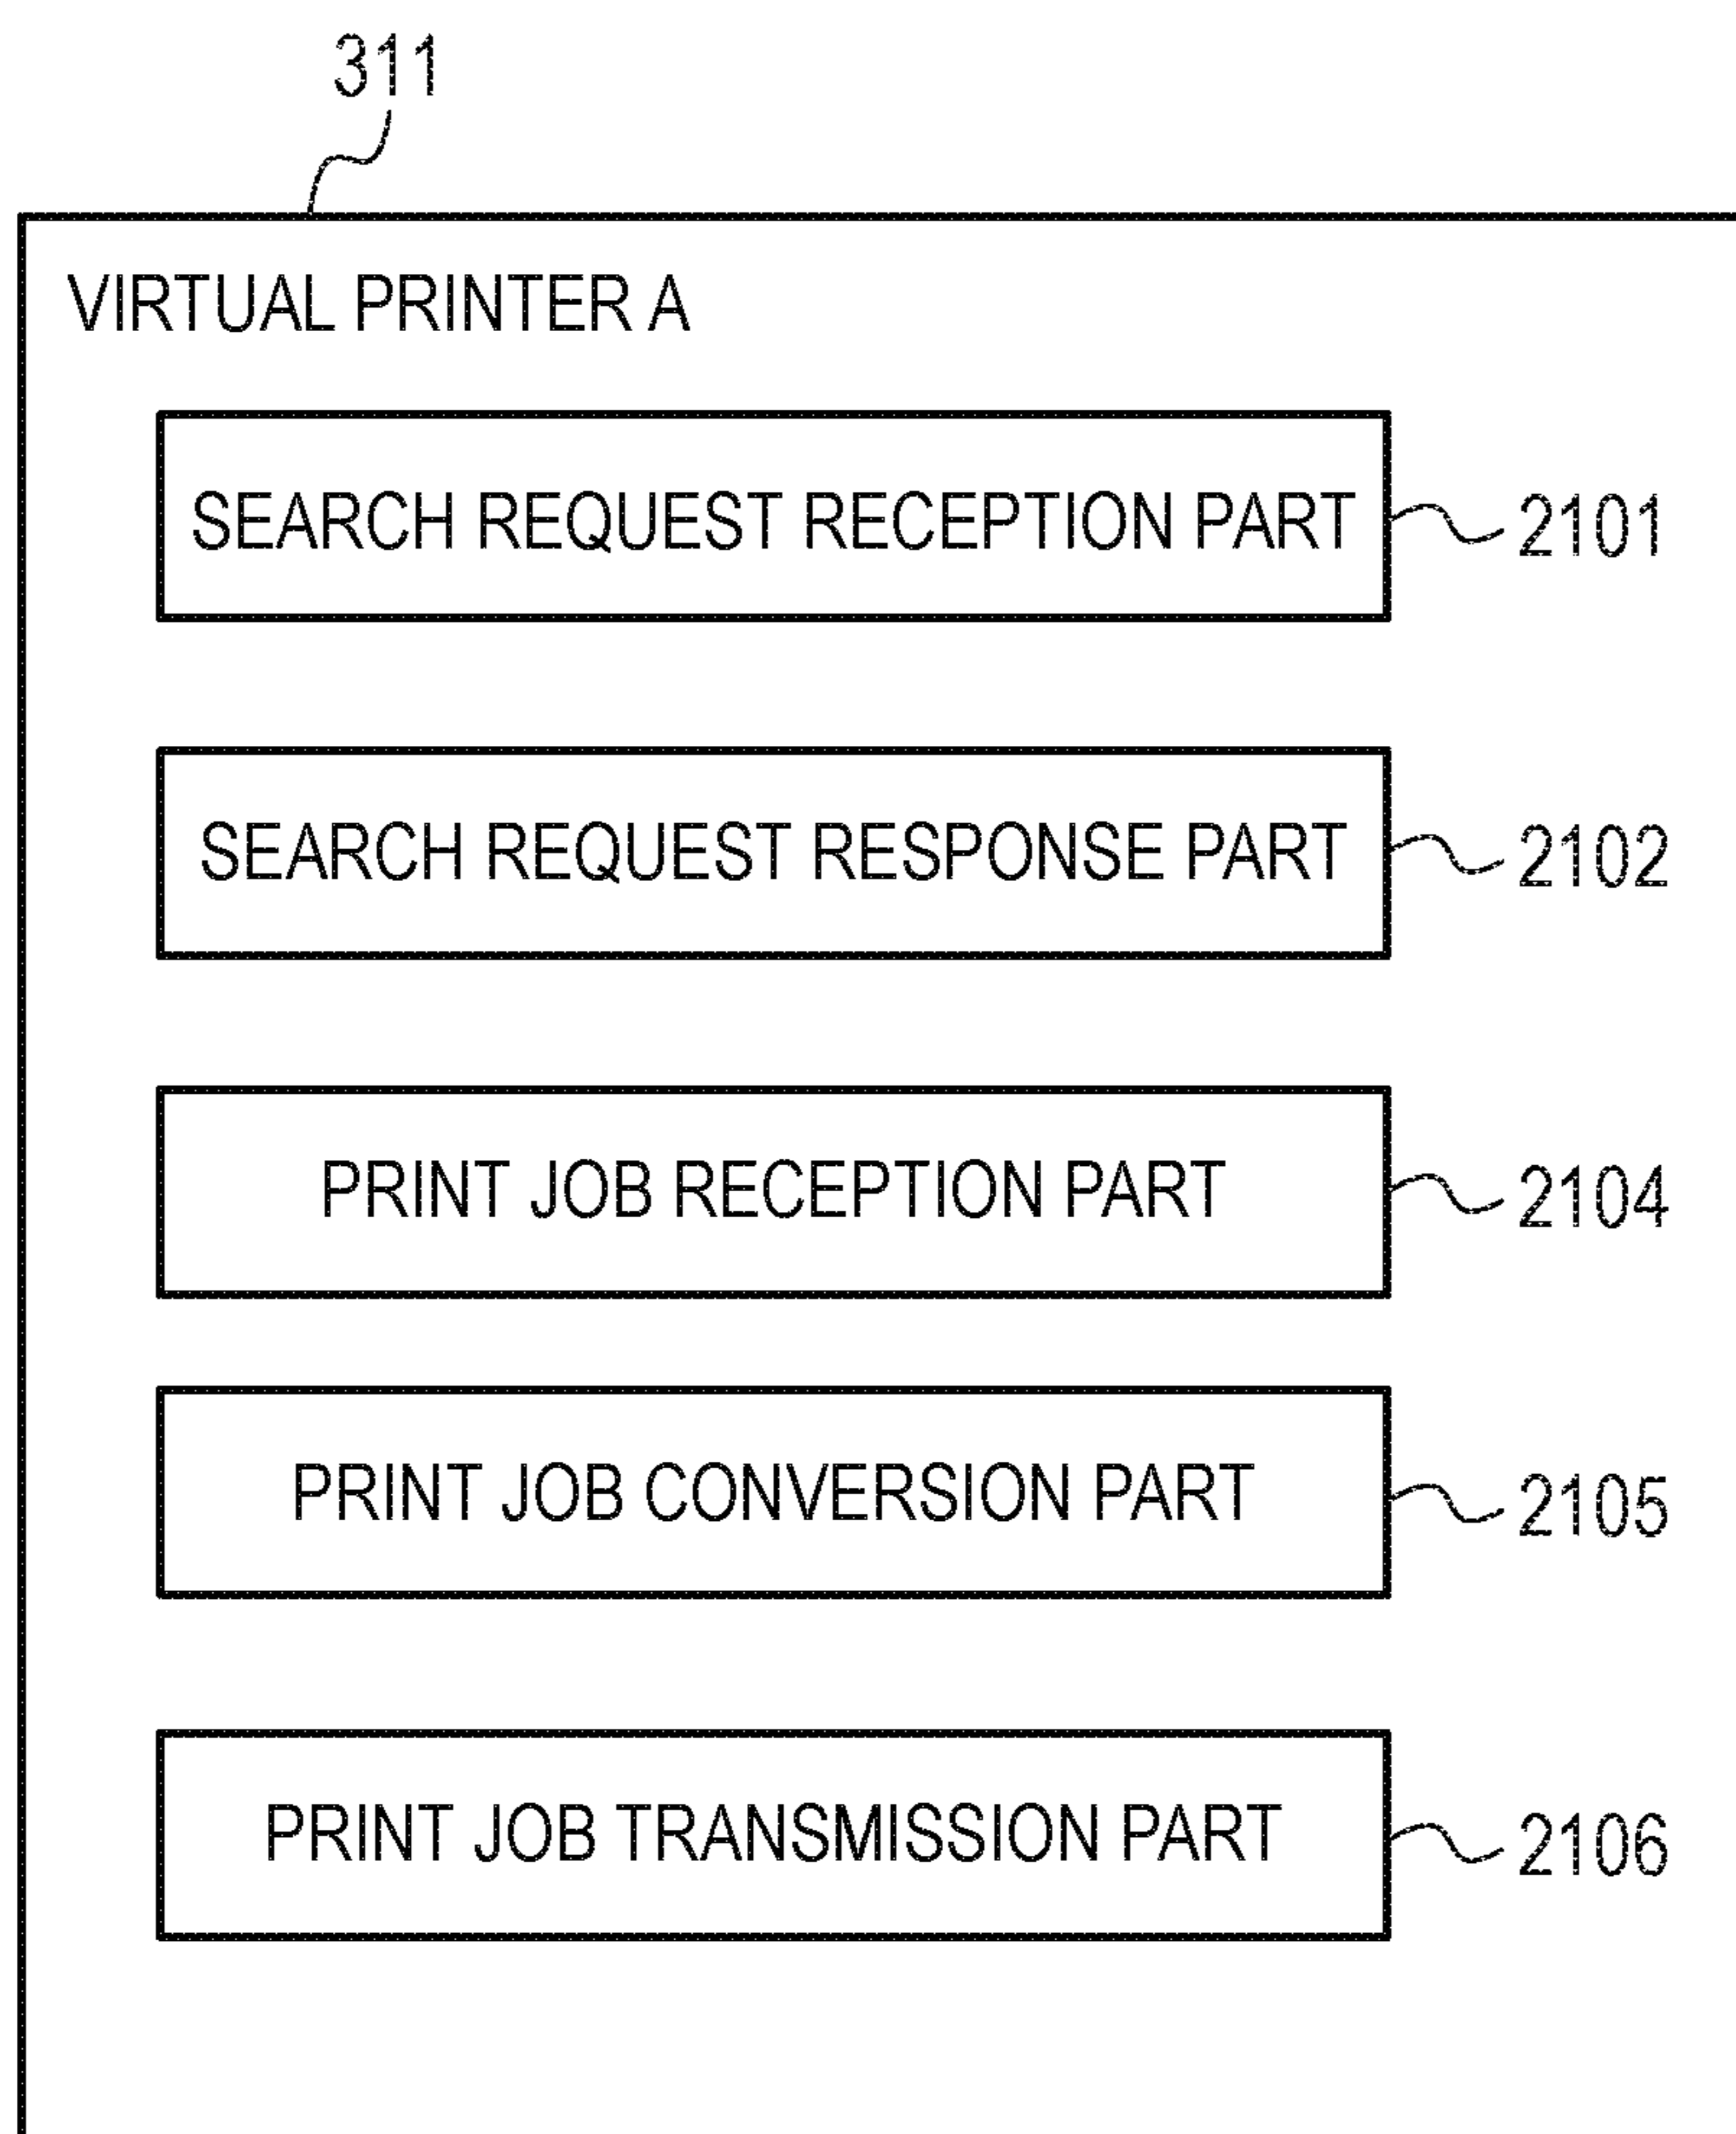 311
VIRTUAL PRINTER A
SEARCH REQUEST RECEPTION PART 2101
SEARCH REQUEST RESPONSE PART 2102
PRINT JOB RECEPTION PART 2104
PRINT JOB CONVERSION PART 2105
PRINT JOB TRANSMISSION PART 2106